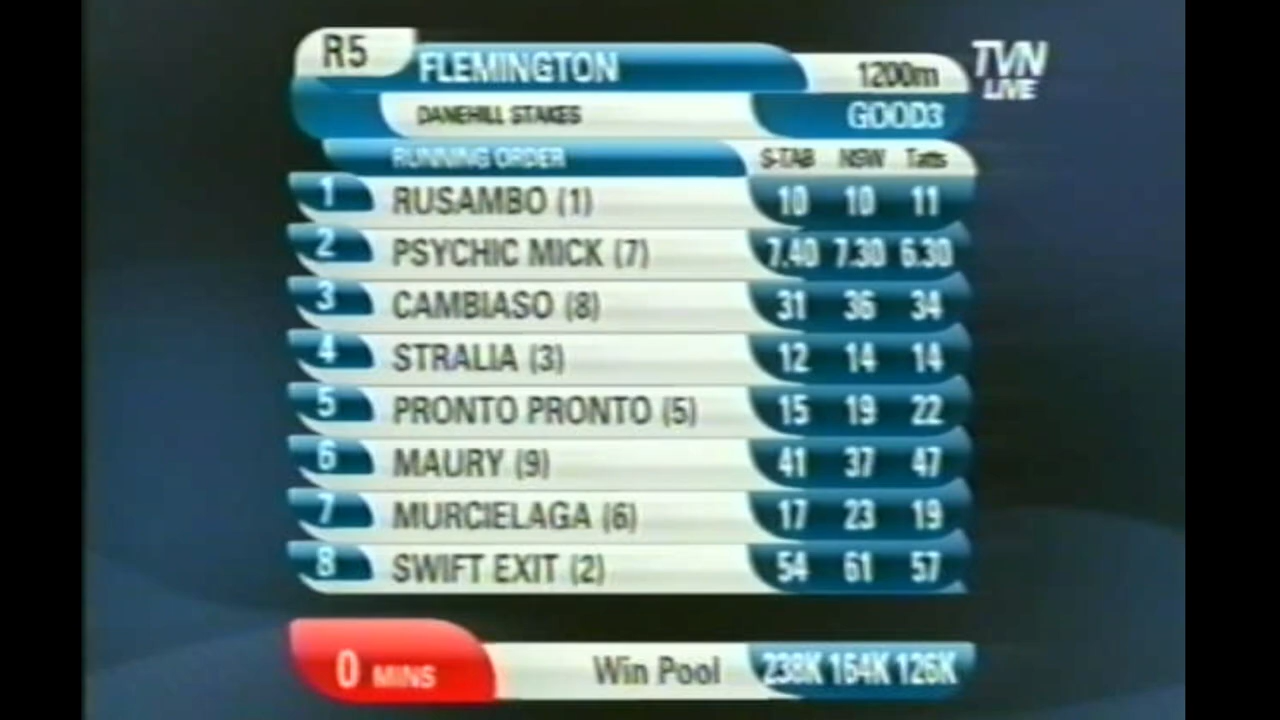 R5 FLEMINGTON 1200m TVN
LIVE
DANEHILL STAKES GOOD3
RUNNING ORDER S-TAB NSW Tatts
1 RUSAMBO (1) 10 10 11
2 PSYCHIC MICK (7) 7.40 7.30 6.30
3 CAMBIASO (8) 31 36 34
4 STRALIA (3) 12 14 14
5 PRONTO PRONTO (5) 15 19 22
6 MAURY (9) 41 37 47
7 MURCIELAGA (6) 17 23 19
8 SWIFT EXIT (2) 54 61 57
0 MINS Win Pool 238K 164K 126K